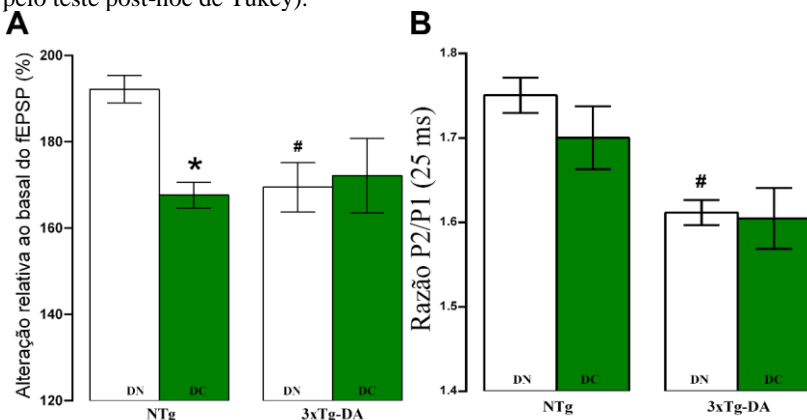 pelo teste post-hoc de Tukey).
A
Alteração relativa ao basal do fEPSP (%)
200
180
160
140
120
*
#
DN
DC
DN
DC
NTg
3xTg-DA
B
Razão P2/P1 (25 ms)
1.8
1.7
1.6
1.5
1.4
#
DN
DC
DN
DC
NTg
3xTg-DA